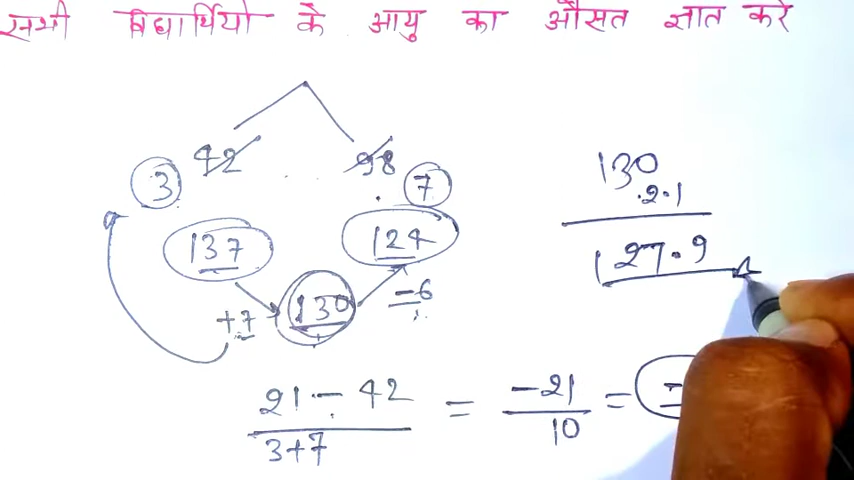 सभी विद्यार्थियो के आयु का औसत ज्ञात करे
42 98
3 7
137 124
+7 130 -6
130
.2.1
127.9
21 - 42 = -21 =
3+7 10